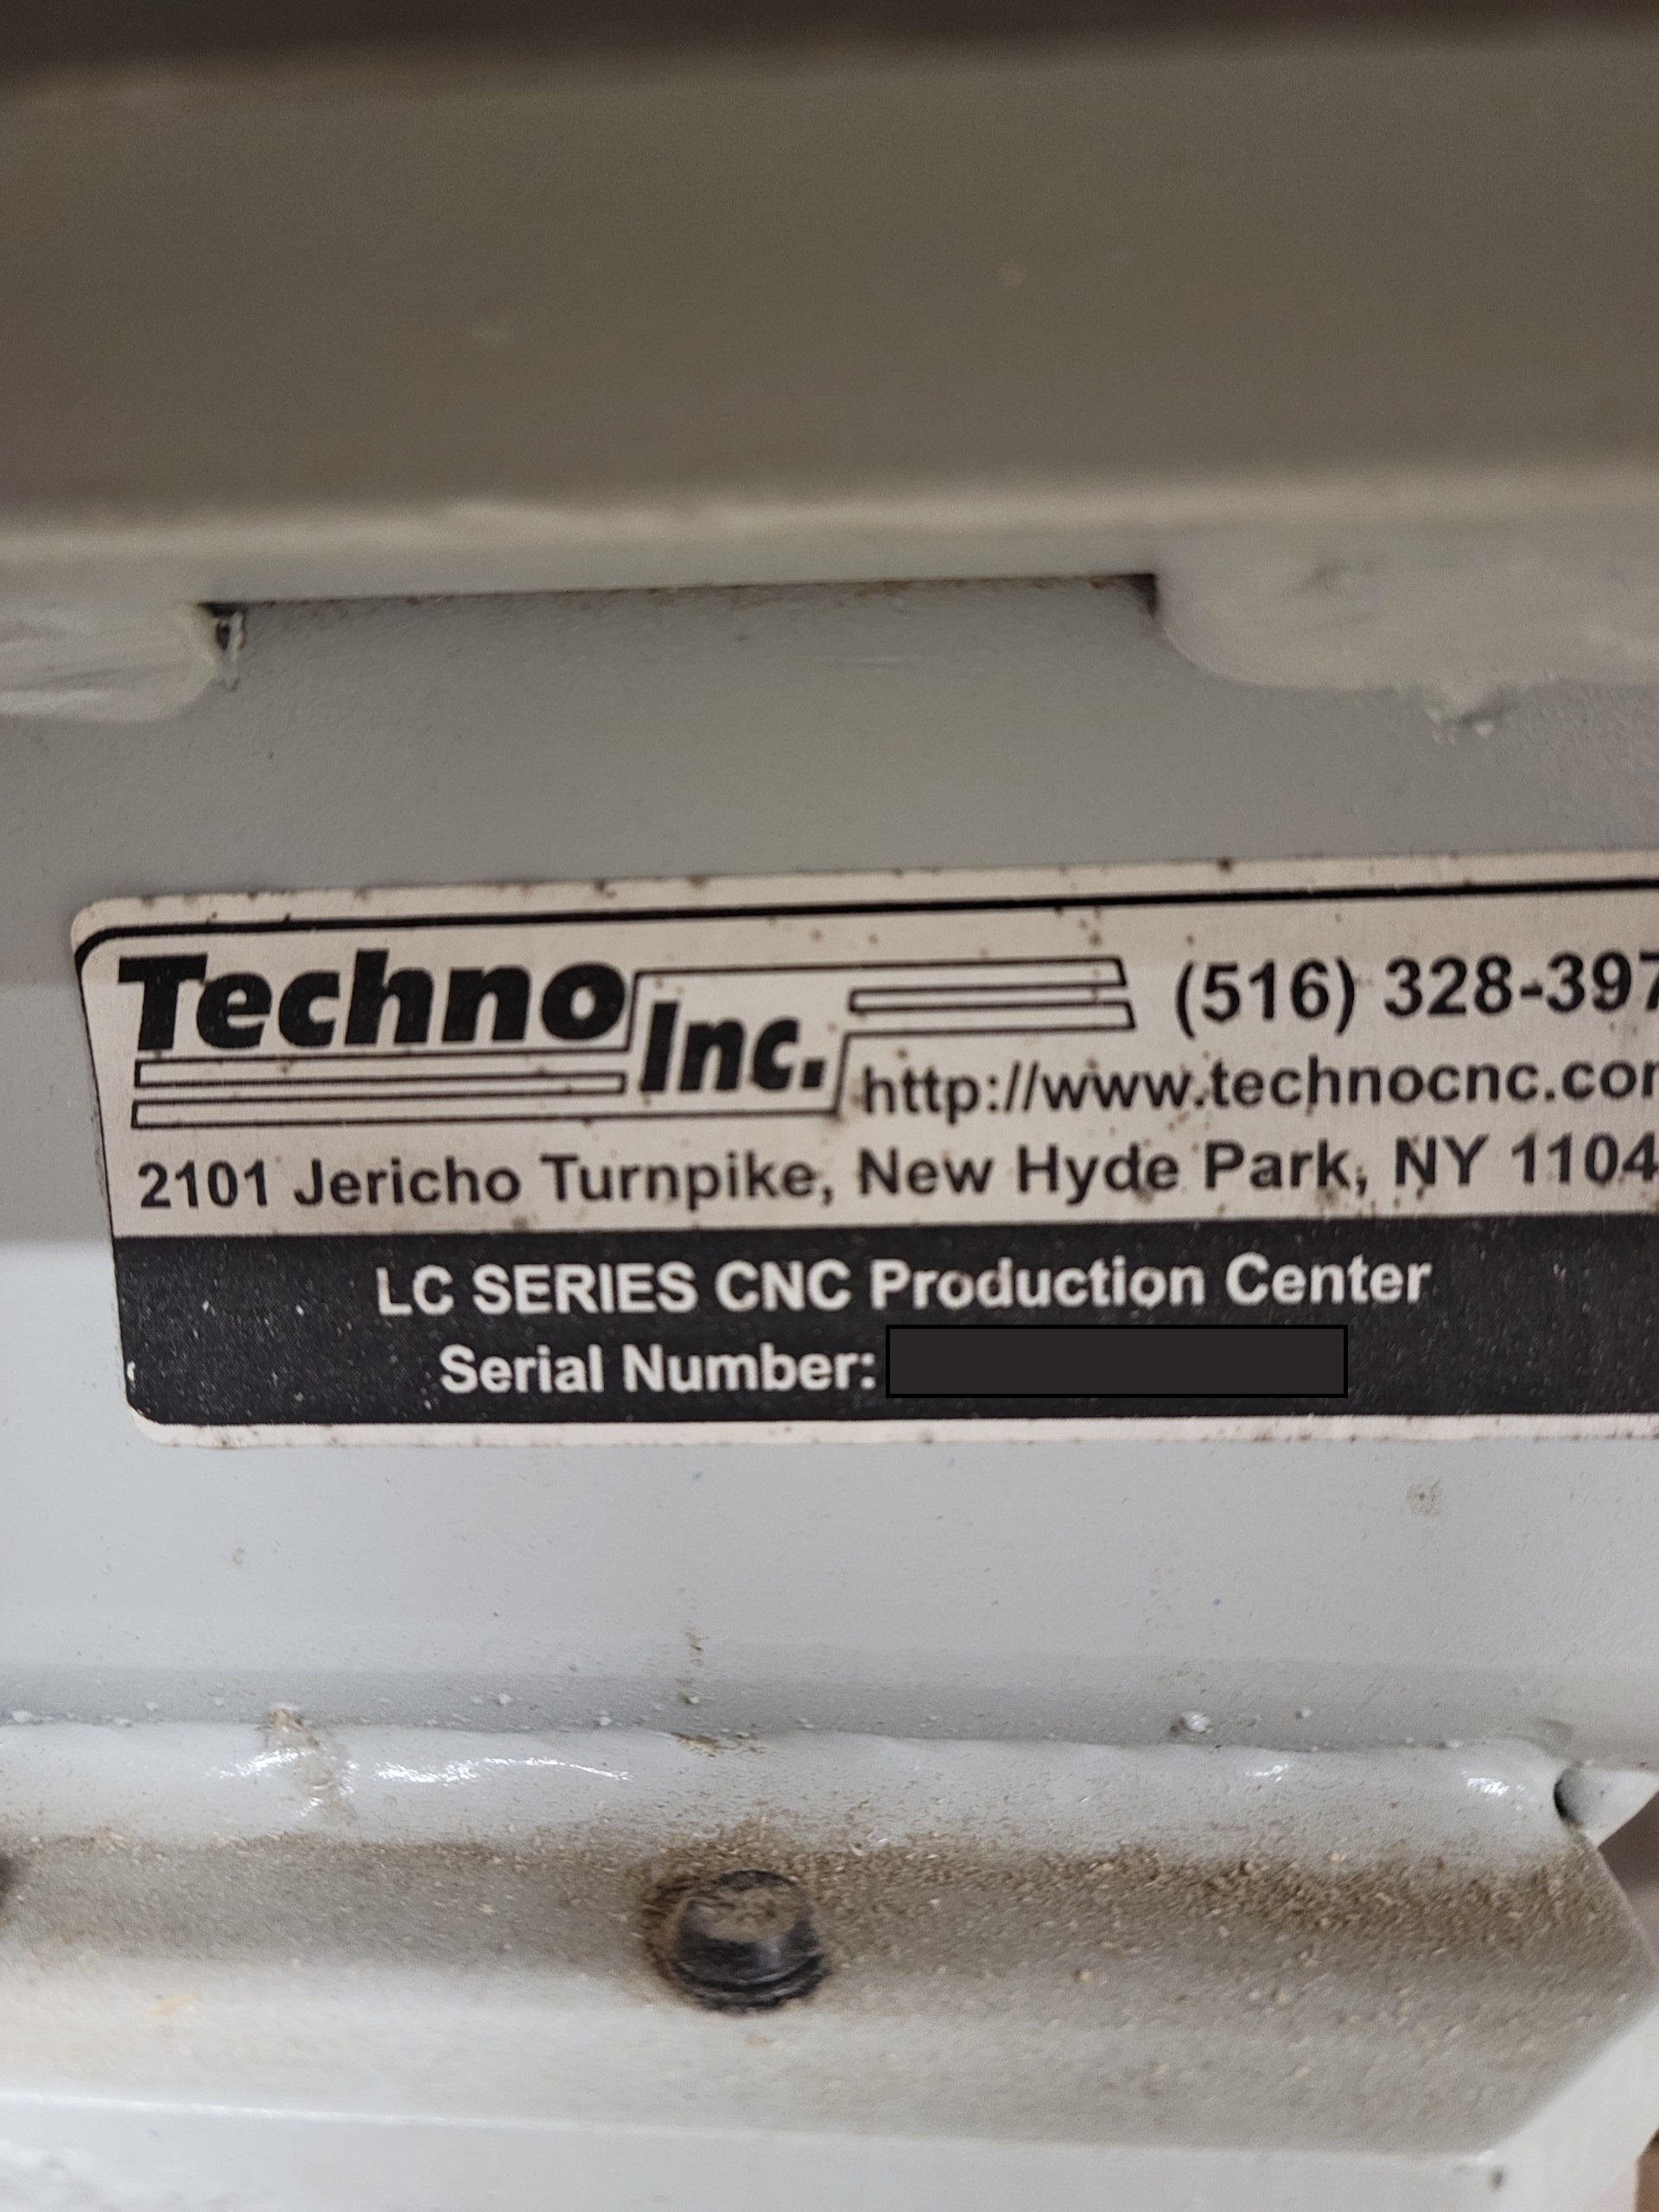 Techno Inc. (516) 328-397
http://www.technocnc.com
2101 Jericho Turnpike, New Hyde Park, NY 1104
LC SERIES CNC Production Center
Serial Number: